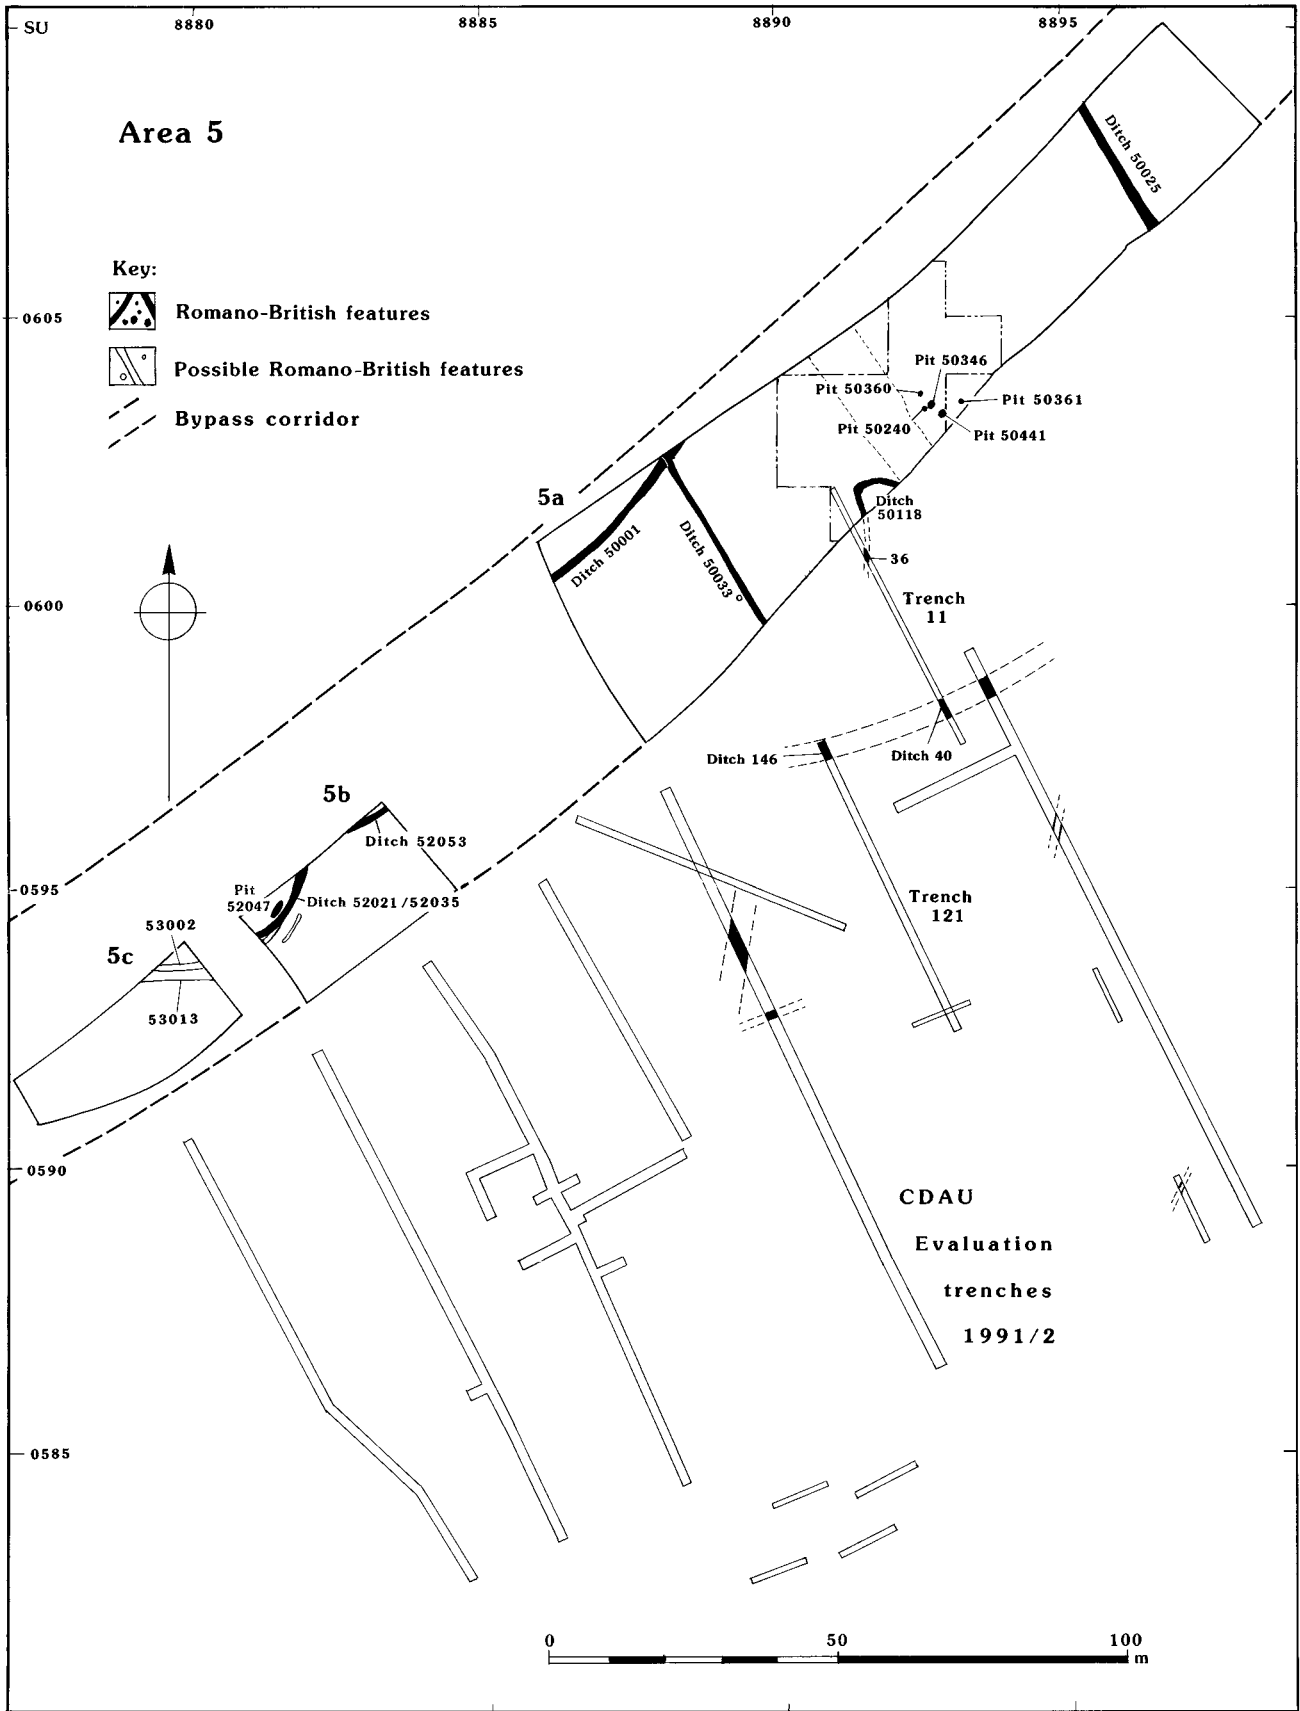 SU
8880
8885
8890
8895
Area 5
Ditch 50025
Key:
Romano-British features
Possible Romano-British features
Bypass corridor
0605
Pit 50346
Pit 50360
Pit 50361
Pit 50240
Pit 50441
5a
Ditch 50001
Ditch 50033
Ditch
50118
36
Trench
11
0600
Ditch 146
Ditch 40
5b
Ditch 52053
0595
Pit
52047
Ditch 52021/52035
53002
5c
53013
Trench
121
0590
CDAU
Evaluation
trenches
1991/2
0585
0
50
100
m